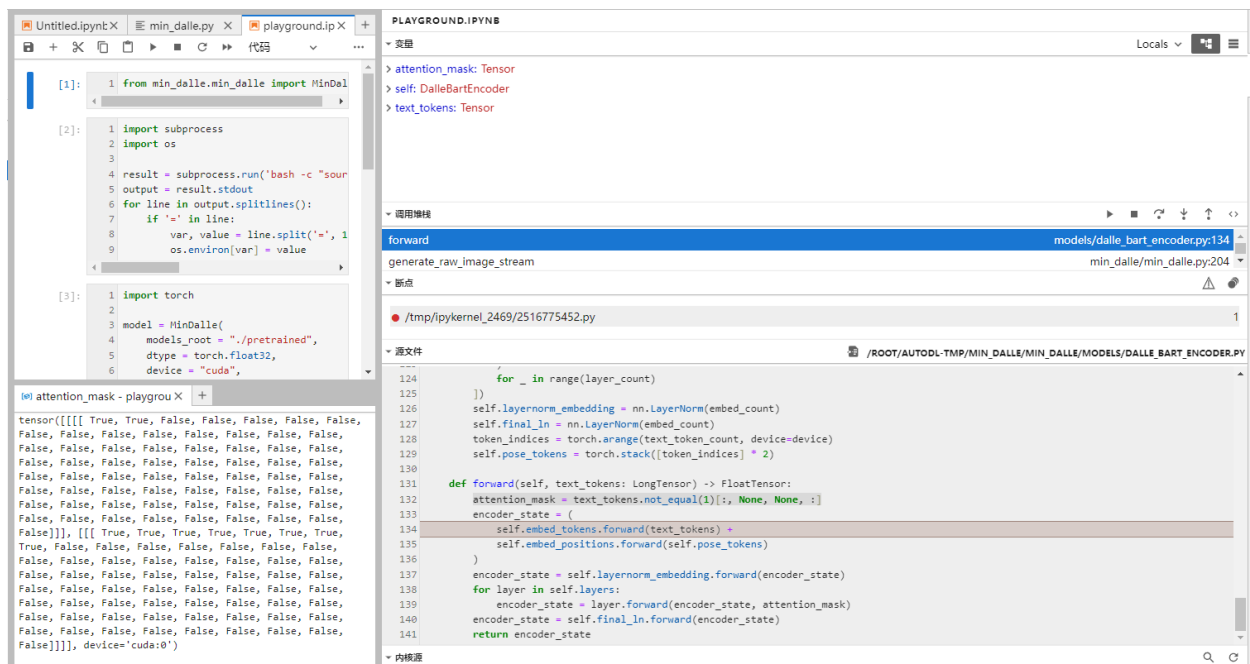 Untitled.ipynb
min_dalle.py
playground.ip
代码
[1]:
1 from min_dalle.min_dalle import MinDal
[2]:
1 import subprocess
2 import os
3
4 result = subprocess.run('bash -c "sour
5 output = result.stdout
6 for line in output.splitlines():
7     if '=' in line:
8         var, value = line.split('=', 1
9         os.environ[var] = value
[3]:
1 import torch
2
3 model = MinDalle(
4     models_root = "./pretrained",
5     dtype = torch.float32,
6     device = "cuda",
attention_mask - playgrou
tensor([[[[ True, True, False, False, False, False, False,
False, False, False, False, False, False, False, False,
False, False, False, False, False, False, False, False,
False, False, False, False, False, False, False, False,
False, False, False, False, False, False, False, False,
False, False, False, False, False, False, False, False,
False, False, False, False, False, False, False, False,
False, False, False, False, False, False, False, False,
False]]], [[[ True, True, True, True, True, True, True,
True, False, False, False, False, False, False, False,
False, False, False, False, False, False, False, False,
False, False, False, False, False, False, False, False,
False, False, False, False, False, False, False, False,
False, False, False, False, False, False, False, False,
False, False, False, False, False, False, False, False,
False, False, False, False, False, False, False, False,
False]]]], device='cuda:0')
PLAYGROUND.IPYNB
变量
Locals
attention_mask: Tensor
self: DalleBartEncoder
text_tokens: Tensor
调用堆栈
forward models/dalle_bart_encoder.py:134
generate_raw_image_stream min_dalle/min_dalle.py:204
断点
/tmp/ipykernel_2469/2516775452.py 1
源文件
/ROOT/AUTODL-TMP/MIN_DALLE/MIN_DALLE/MODELS/DALLE_BART_ENCODER.PY
124             for _ in range(layer_count)
125         ])
126         self.layernorm_embedding = nn.LayerNorm(embed_count)
127         self.final_ln = nn.LayerNorm(embed_count)
128         token_indices = torch.arange(text_token_count, device=device)
129         self.pose_tokens = torch.stack([token_indices] * 2)
130
131     def forward(self, text_tokens: LongTensor) -> FloatTensor:
132         attention_mask = text_tokens.not_equal(1)[:, None, None, :]
133         encoder_state = (
134             self.embed_tokens.forward(text_tokens) +
135             self.embed_positions.forward(self.pose_tokens)
136         )
137         encoder_state = self.layernorm_embedding.forward(encoder_state)
138         for layer in self.layers:
139             encoder_state = layer.forward(encoder_state, attention_mask)
140         encoder_state = self.final_ln.forward(encoder_state)
141         return encoder_state
内核源